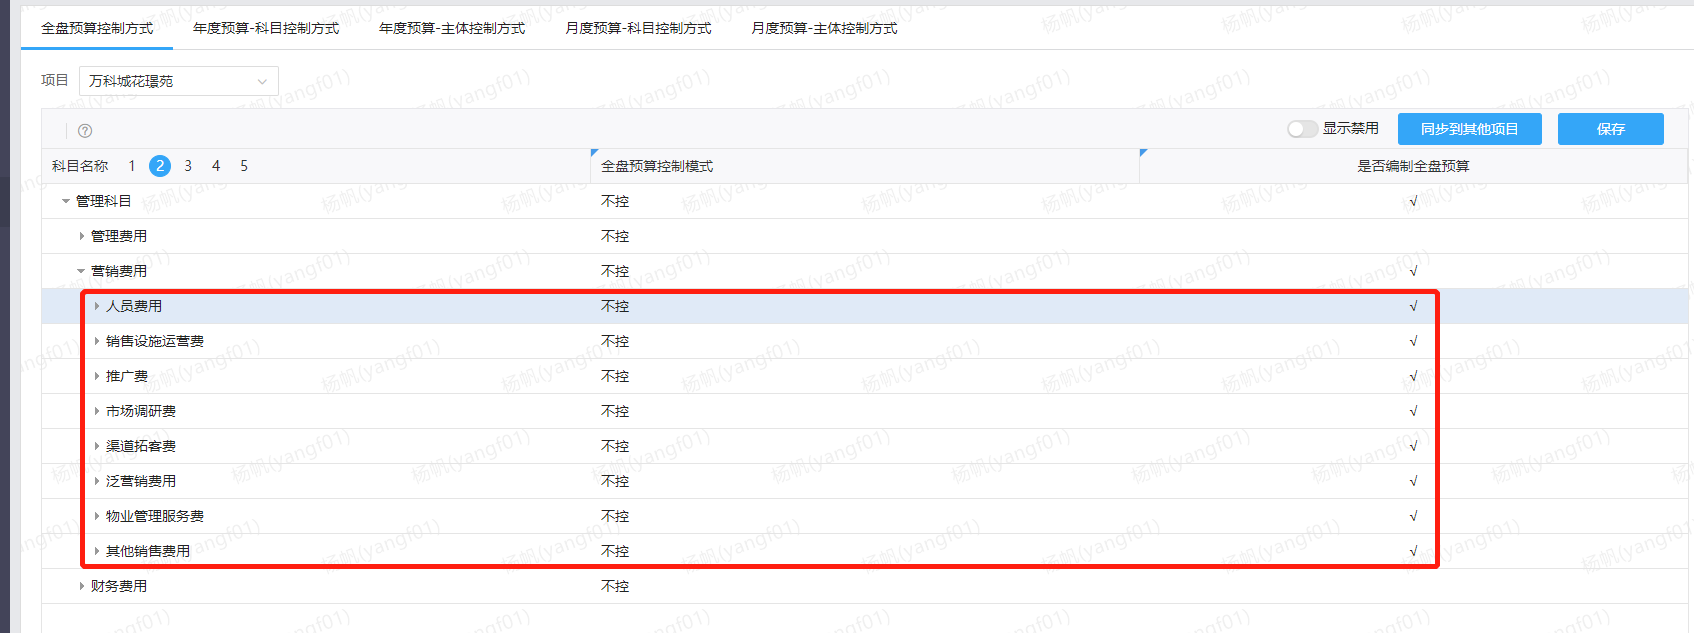 全盘预算控制方式 年度预算-科目控制方式 年度预算-主体控制方式 月度预算-科目控制方式 月度预算-主体控制方式
项目 万科城花璟苑
显示禁用 同步到其他项目 保存
科目名称 1 2 3 4 5 全盘预算控制模式 是否编制全盘预算
管理科目 不控 √
管理费用 不控
营销费用 不控 √
人员费用 不控 √
销售设施运营费 不控 √
推广费 不控 √
市场调研费 不控 √
渠道拓客费 不控 √
泛营销费用 不控 √
物业管理服务费 不控 √
其他销售费用 不控 √
财务费用 不控
杨帆(yangf01)